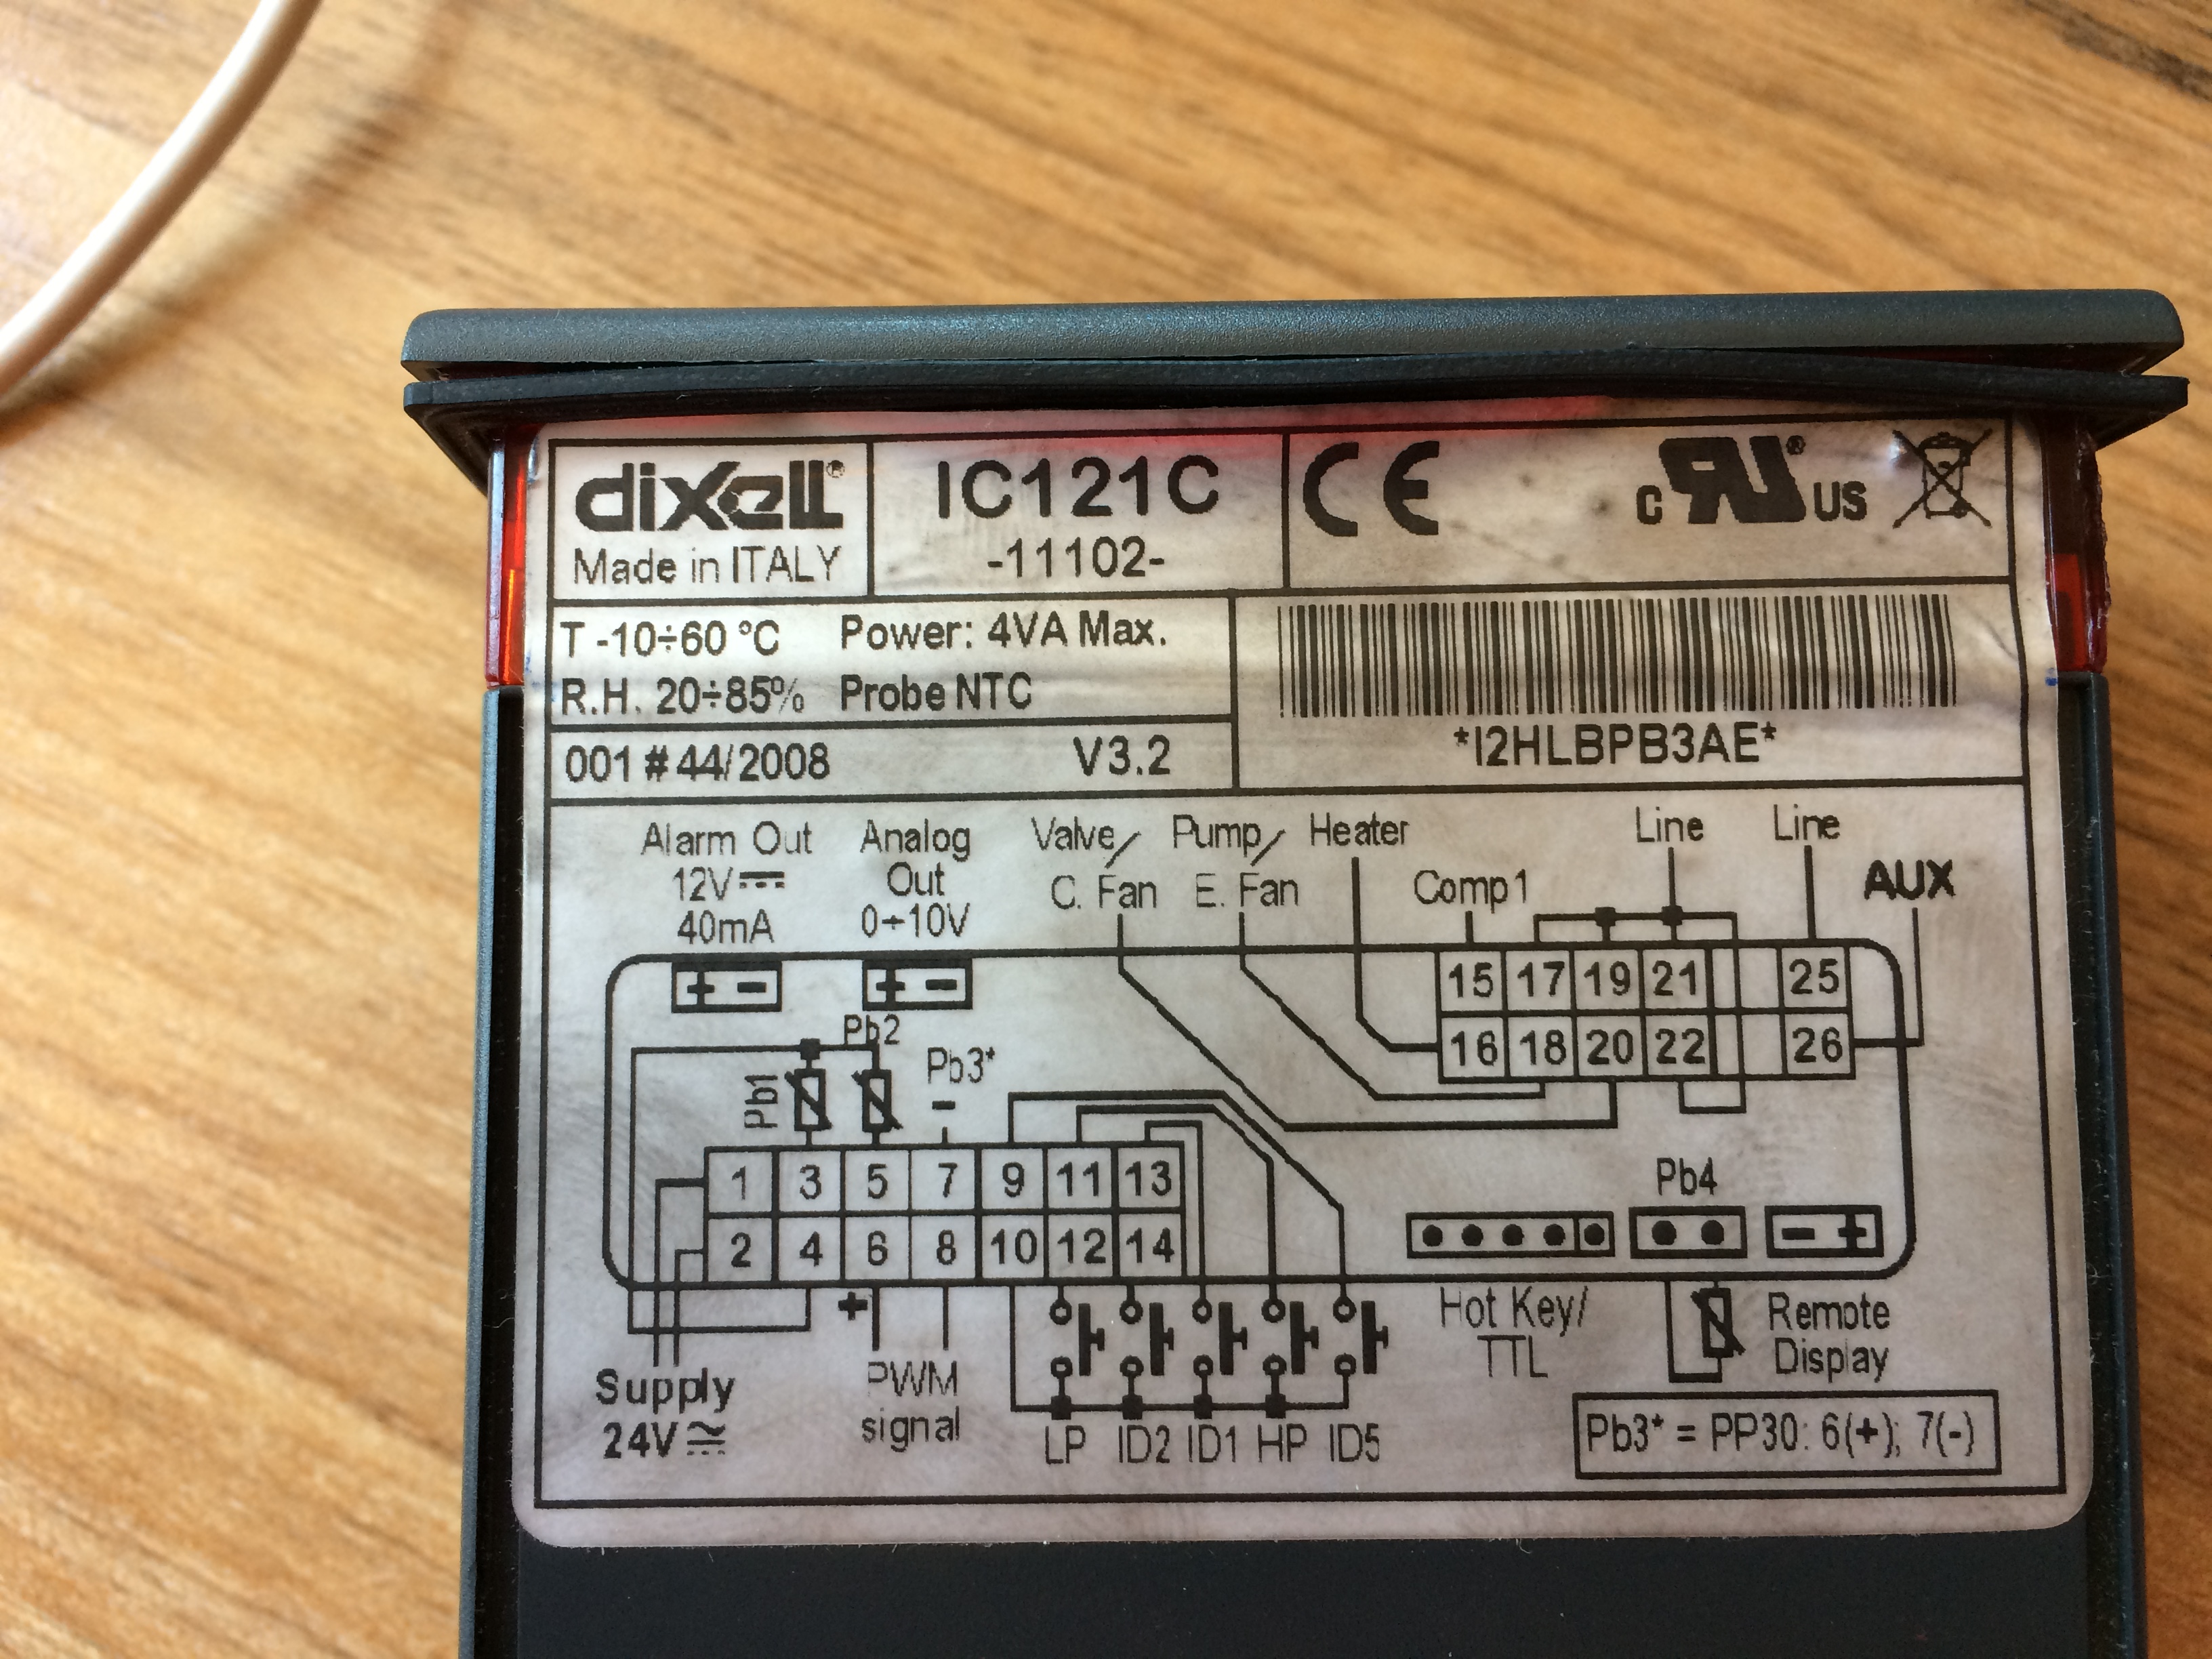 dixell®
Made in ITALY
IC121C
-11102-
CE
c RU® US
T -10÷60 °C Power: 4VA Max.
R.H. 20÷85% Probe NTC
001 # 44/2008 V3.2
*I2HLBPB3AE*
Alarm Out
12V
40mA
Analog
Out
0÷10V
Valve/
C. Fan
Pump/
E. Fan
Heater
Comp1
Line
Line
AUX
+ -
+ -
15 17 19 21 25
16 18 20 22 26
Pb1
Pb2
Pb3*
-
1 3 5 7 9 11 13
2 4 6 8 10 12 14
Pb4
- +
Supply
24V
+
PWM
signal
LP ID2 ID1 HP ID5
Hot Key/
TTL
Remote
Display
Pb3* = PP30: 6(+); 7(-)